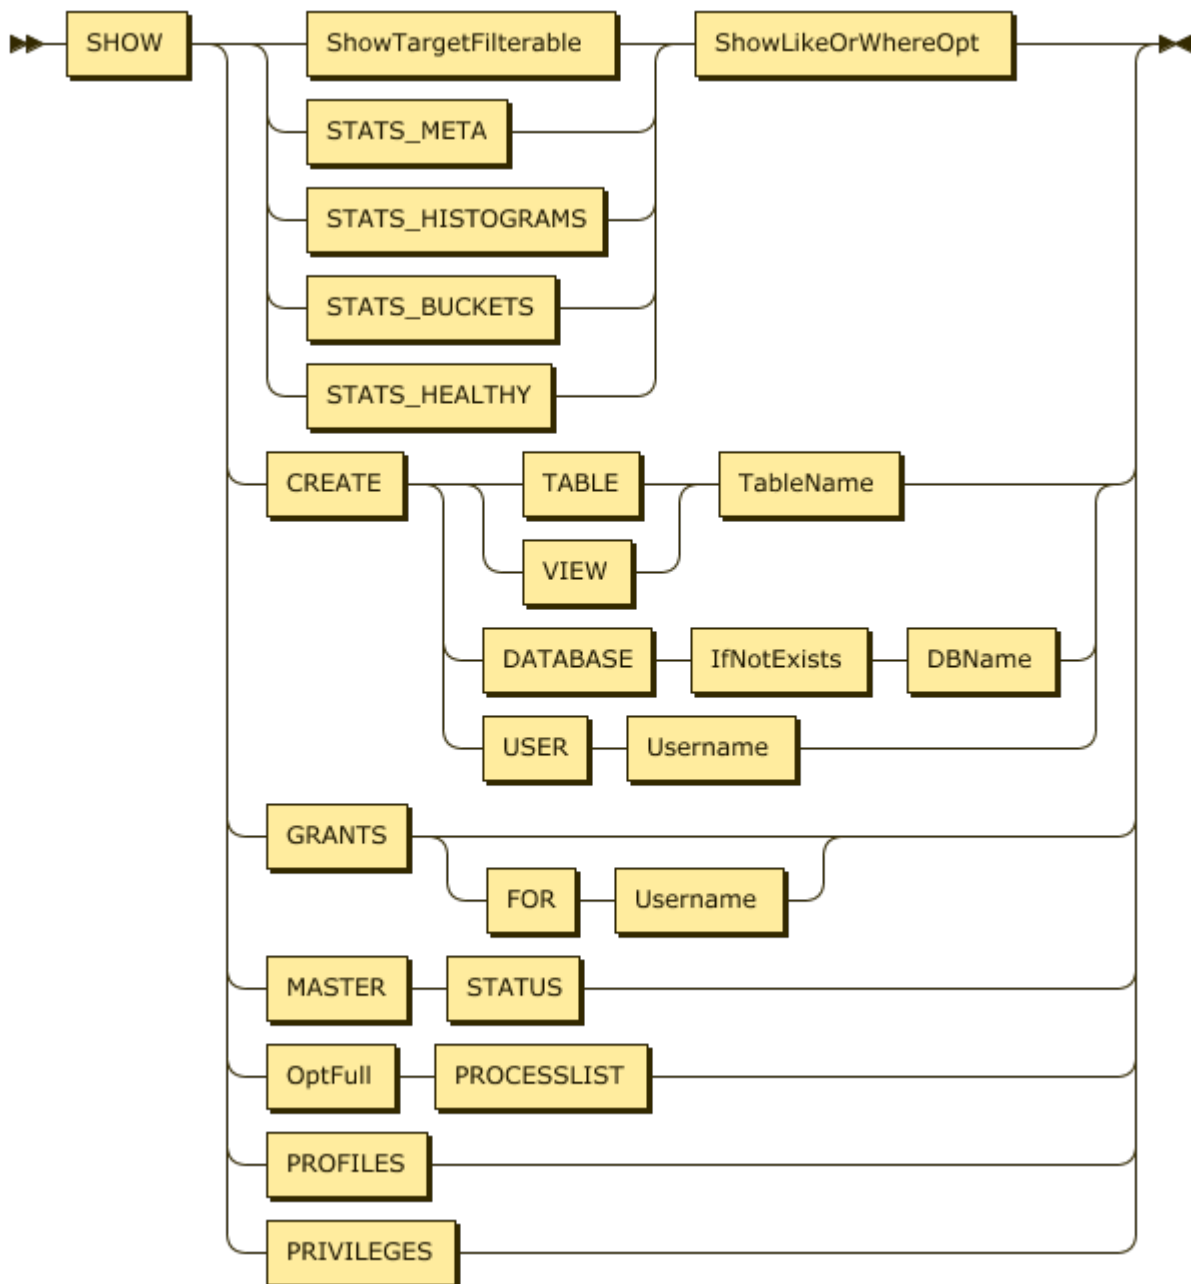 SHOW ShowTargetFilterable ShowLikeOrWhereOpt
STATS_META
STATS_HISTOGRAMS
STATS_BUCKETS
STATS_HEALTHY
CREATE TABLE TableName
VIEW
DATABASE IfNotExists DBName
USER Username
GRANTS
FOR Username
MASTER STATUS
OptFull PROCESSLIST
PROFILES
PRIVILEGES